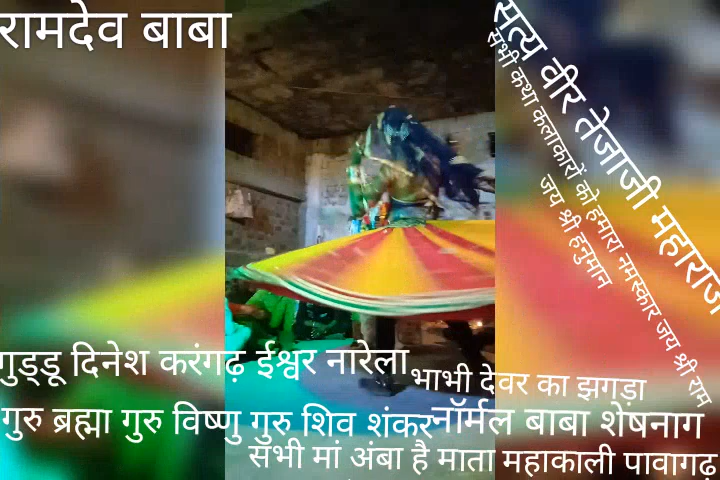 रामदेव बाबा
सत्य वीर तेजाजी महाराज
सभी कथा कलाकारों को हमारा नमस्कार जय श्री राम
जय श्री हनुमान
गुड्डू दिनेश करंगढ़ ईश्वर नारेला
भाभी देवर का झगड़ा
गुरु ब्रह्मा गुरु विष्णु गुरु शिव शंकर
नॉर्मल बाबा शेषनाग
सभी मां अंबा है माता महाकाली पावागढ़